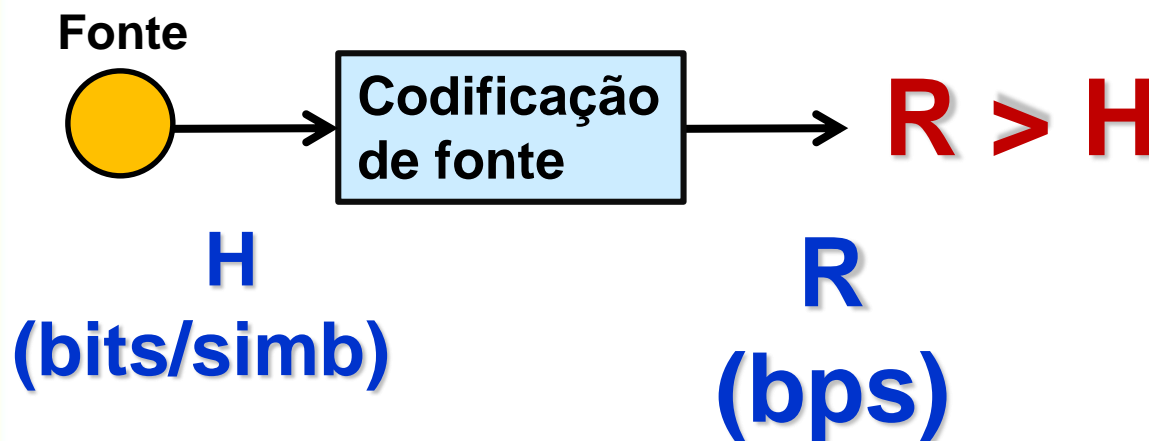 Fonte
Codificação
de fonte
R > H
H
(bits/simb)
R
(bps)